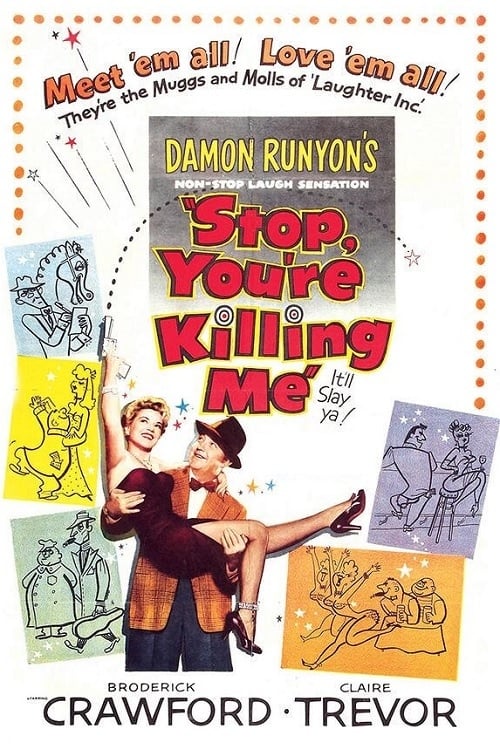 Meet 'em all! Love 'em all!
They're the Muggs and Molls of 'Laughter Inc.'
DAMON RUNYON'S
NON-STOP LAUGH SENSATION
"Stop,
You're
Killing
Me"
It'll
Slay
ya!
BRODERICK CLAIRE
STARRING CRAWFORD · TREVOR